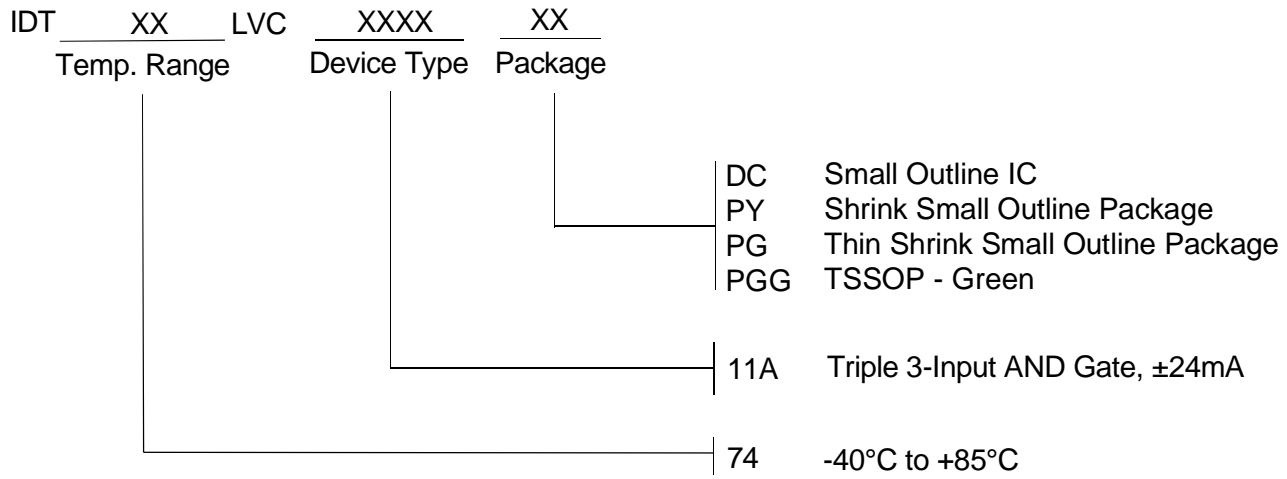 IDT XX LVC XXXX XX
Temp. Range Device Type Package
DC Small Outline IC
PY Shrink Small Outline Package
PG Thin Shrink Small Outline Package
PGG TSSOP - Green
11A Triple 3-Input AND Gate, ±24mA
74 -40°C to +85°C